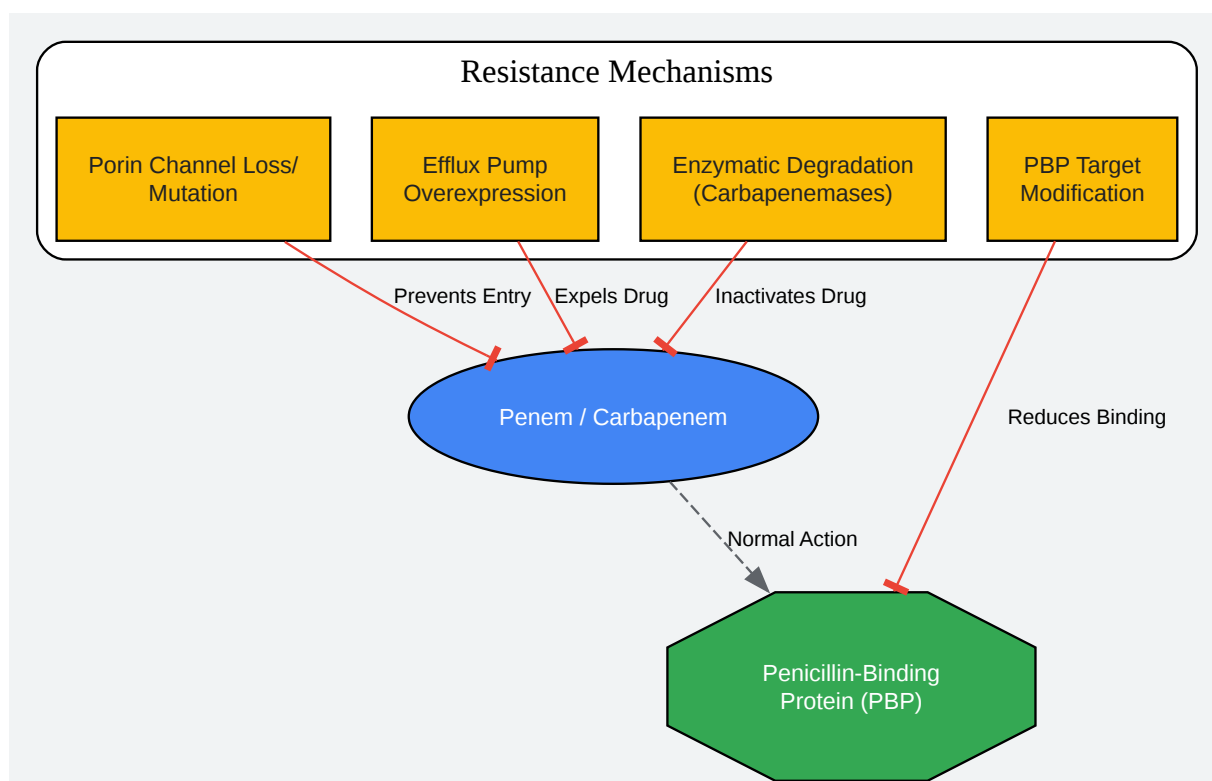 Resistance Mechanisms
Porin Channel Loss/
Mutation
Efflux Pump
Overexpression
Enzymatic Degradation
(Carbapenemases)
PBP Target
Modification
Prevents Entry
Expels Drug
Inactivates Drug
Penem / Carbapenem
Reduces Binding
Normal Action
Penicillin-Binding
Protein (PBP)